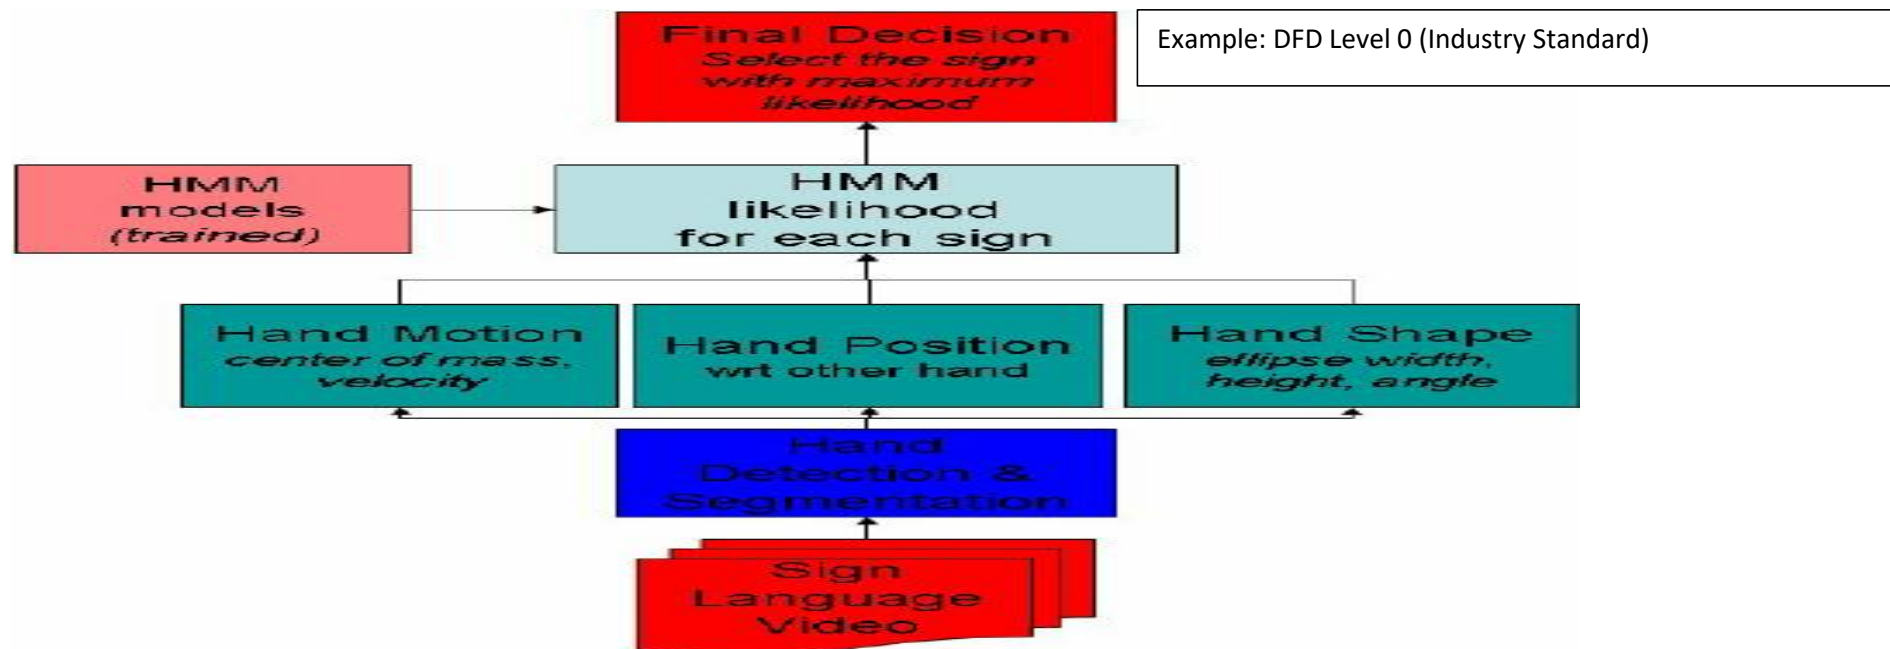 Final Decision
Select the sign
with maximum
likelihood
Example: DFD Level 0 (Industry Standard)
HMM
models
(trained)
HMM
likelihood
for each sign
Hand Motion
center of mass,
velocity
Hand Position
wrt other hand
Hand Shape
ellipse width,
height, angle
Hand
Detection &
Segmentation
Sign
Language
Video